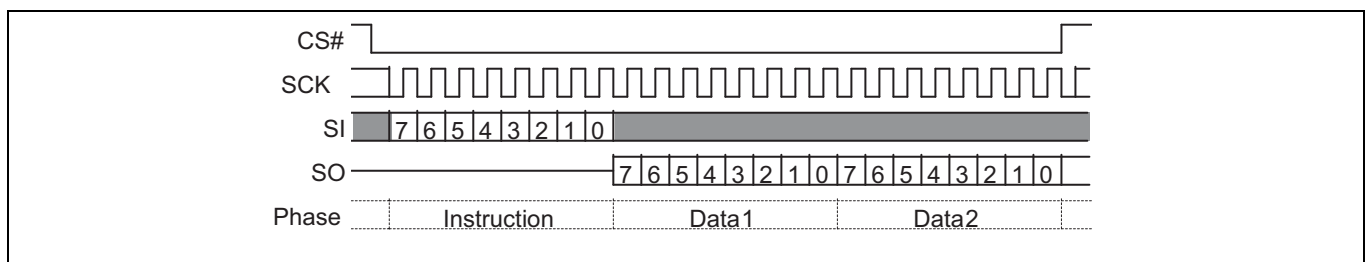 CS#
SCK
SI 7 6 5 4 3 2 1 0
SO 7 6 5 4 3 2 1 0 7 6 5 4 3 2 1 0
Phase Instruction Data1 Data2